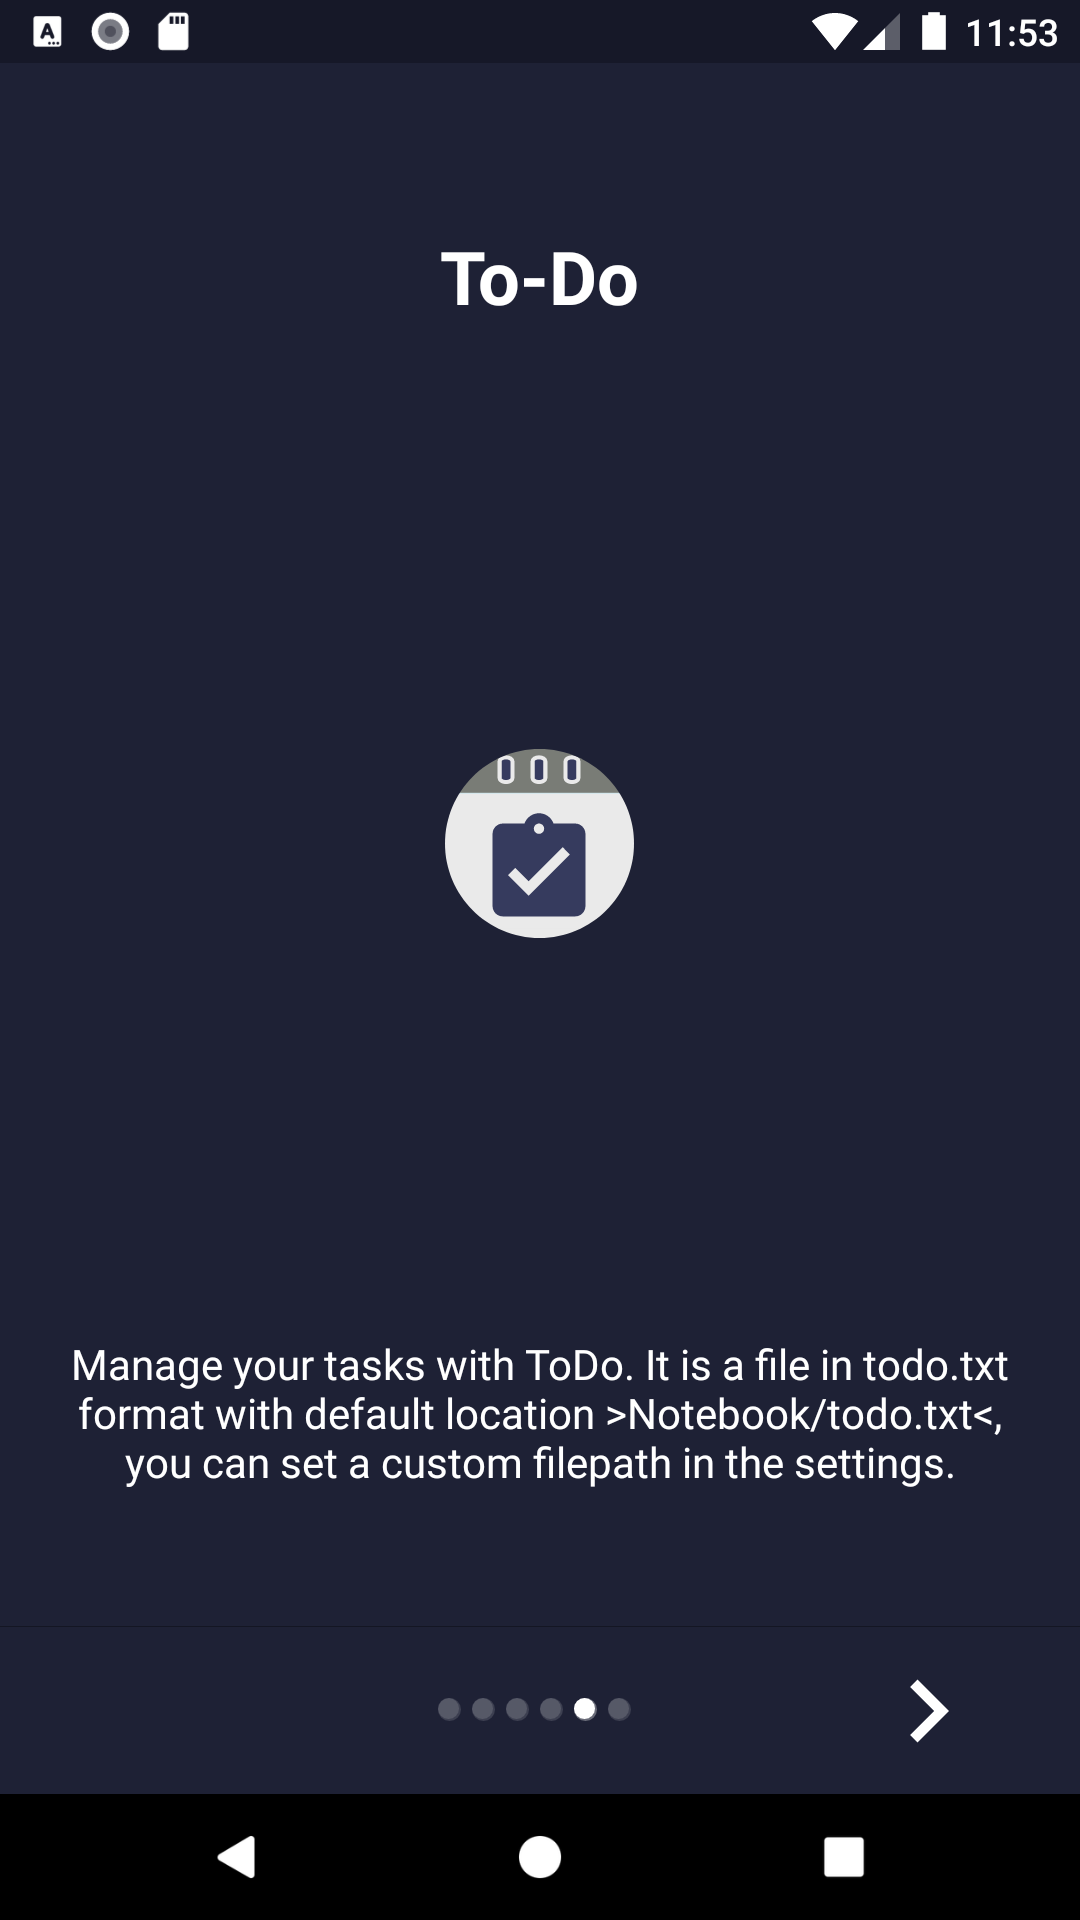 11:53
To-Do
Manage your tasks with ToDo. It is a file in todo.txt
format with default location >Notebook/todo.txt<,
you can set a custom filepath in the settings.